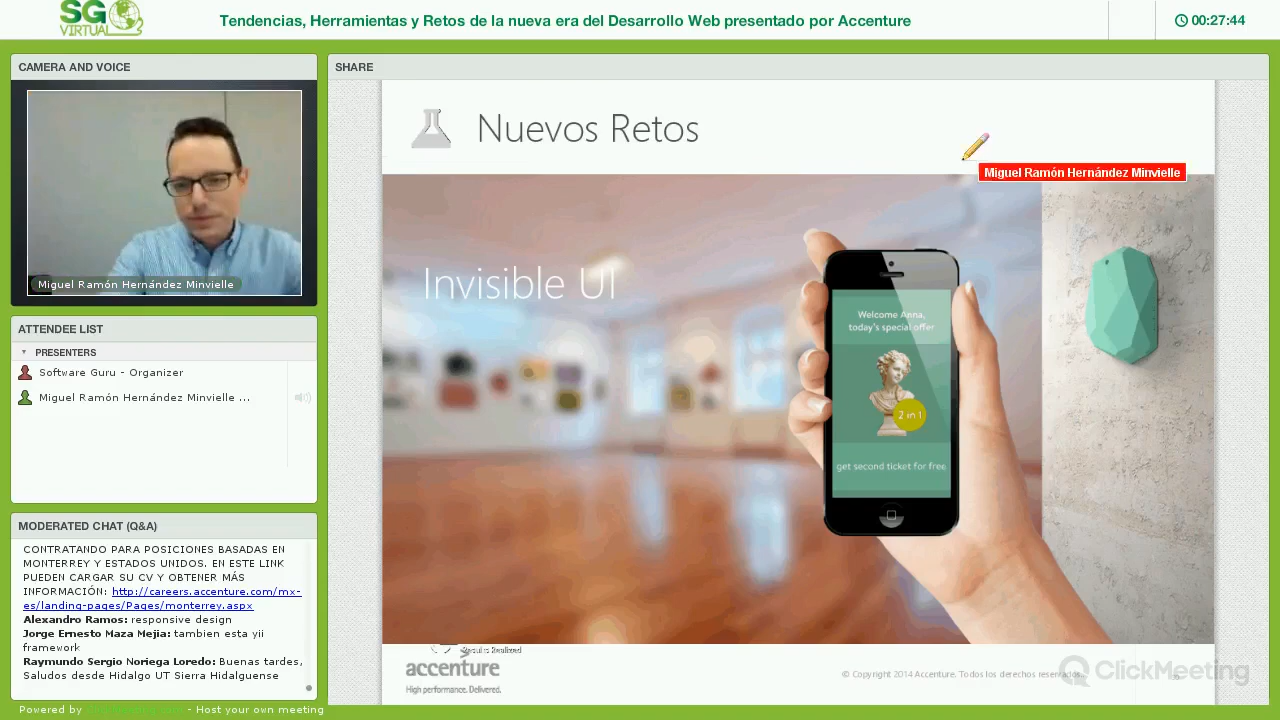 SG
VIRTUAL
Tendencias, Herramientas y Retos de la nueva era del Desarrollo Web presentado por Accenture
00:27:44
CAMERA AND VOICE
Miguel Ramón Hernández Minvielle
ATTENDEE LIST
PRESENTERS
Software Guru - Organizer
Miguel Ramón Hernández Minvielle ...
MODERATED CHAT (Q&A)
CONTRATANDO PARA POSICIONES BASADAS EN
MONTERREY Y ESTADOS UNIDOS. EN ESTE LINK
PUEDEN CARGAR SU CV Y OBTENER MÁS
INFORMACIÓN: http://careers.accenture.com/mx-
es/landing-pages/Pages/monterrey.aspx
Alexandro Ramos: responsive design
Jorge Ernesto Maza Mejia: tambien esta yii
framework
Raymundo Sergio Noriega Loredo: Buenas tardes,
Saludos desde Hidalgo UT Sierra Hidalguense
Powered by ClickMeeting.com - Host your own meeting
SHARE
Nuevos Retos
Miguel Ramón Hernández Minvielle
Invisible UI
Welcome Anna,
today's special offer
2 in 1
get second ticket for free
accenture
High performance. Delivered.
© Copyright 2014 Accenture. Todos los derechos reservados.
ClickMeeting